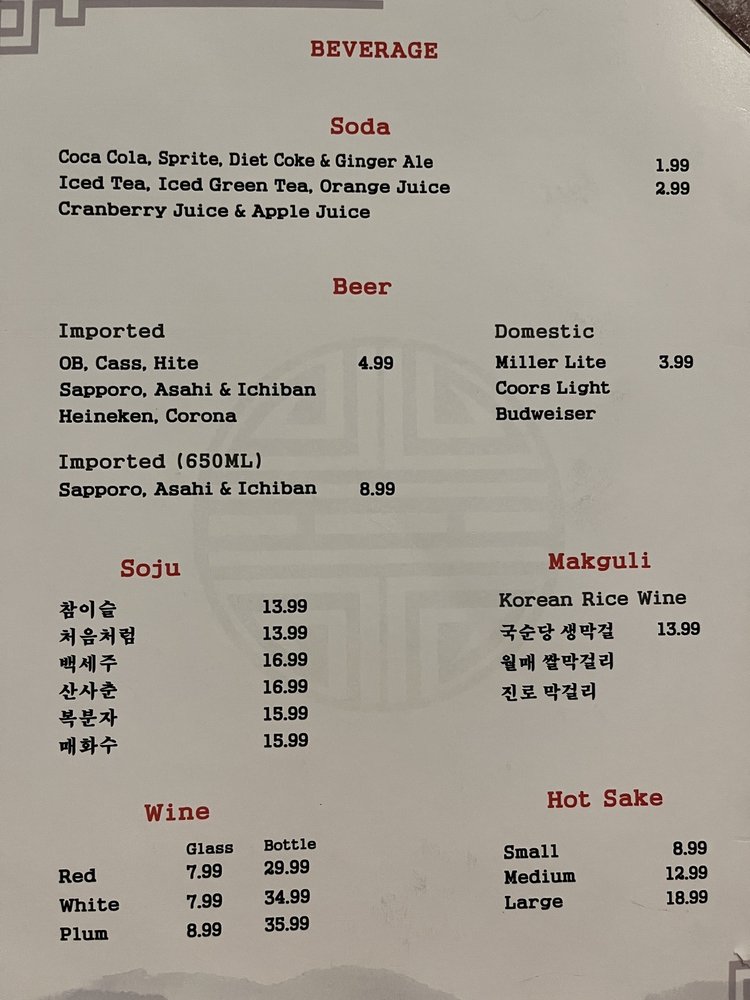 BEVERAGE
Soda
Coca Cola, Sprite, Diet Coke & Ginger Ale 1.99
Iced Tea, Iced Green Tea, Orange Juice 2.99
Cranberry Juice & Apple Juice
Beer
Imported
OB, Cass, Hite 4.99
Sapporo, Asahi & Ichiban
Heineken, Corona
Imported (650ML)
Sapporo, Asahi & Ichiban 8.99
Domestic
Miller Lite 3.99
Coors Light
Budweiser
Soju
참이슬 13.99
처음처럼 13.99
백세주 16.99
산사춘 16.99
복분자 15.99
매화수 15.99
Makguli
Korean Rice Wine
국순당 생막걸 13.99
월매 쌀막걸리
진로 막걸리
Wine
Glass Bottle
Red 7.99 29.99
White 7.99 34.99
Plum 8.99 35.99
Hot Sake
Small 8.99
Medium 12.99
Large 18.99